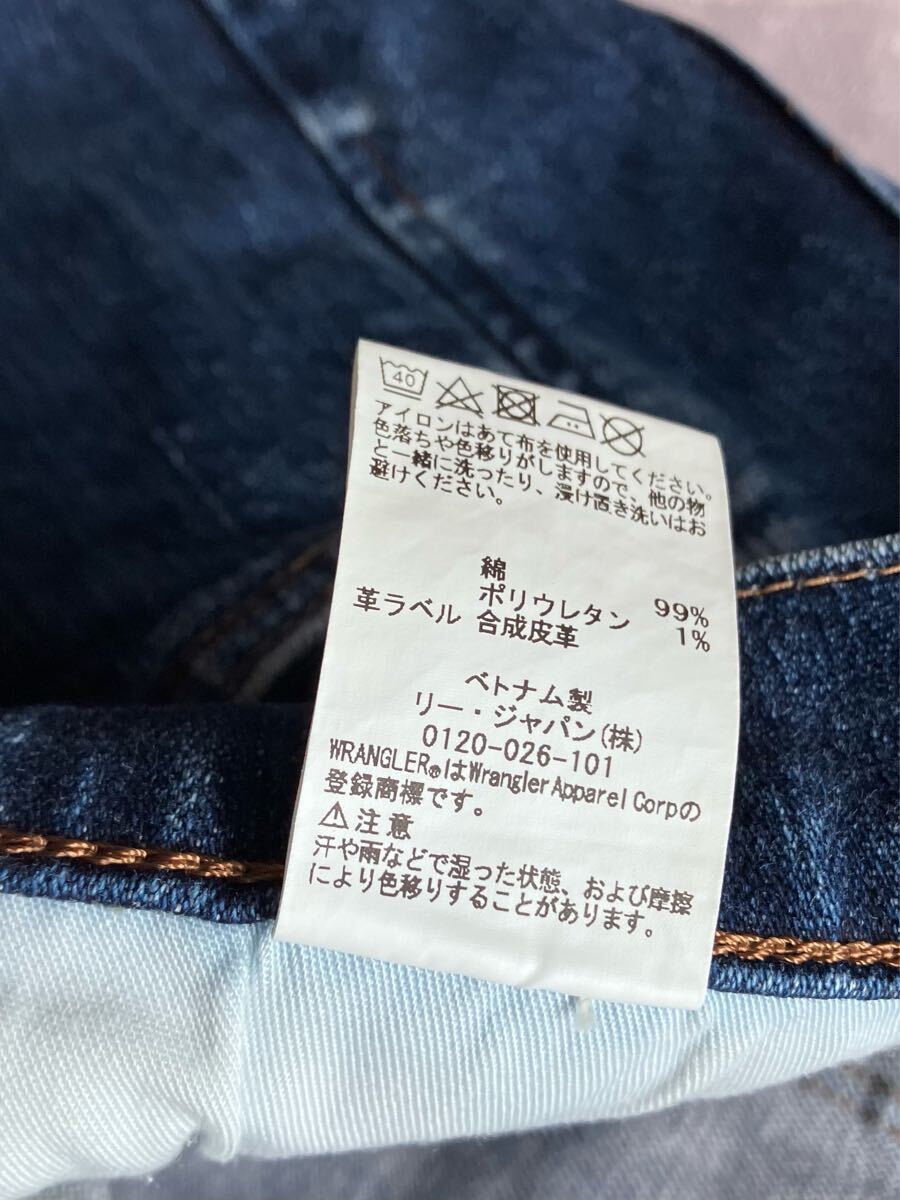 40
アイロンはあて布を使用してください。
色落ちや色移りがしますので、他の物
と一緒に洗ったり、浸け置き洗いはお
避けください。
綿 99%
ポリウレタン 1%
革ラベル 合成皮革
ベトナム製
リー・ジャパン(株)
0120-026-101
WRANGLER®はWrangler Apparel Corpの
登録商標です。
⚠注意
汗や雨などで湿った状態、および摩擦
により色移りすることがあります。